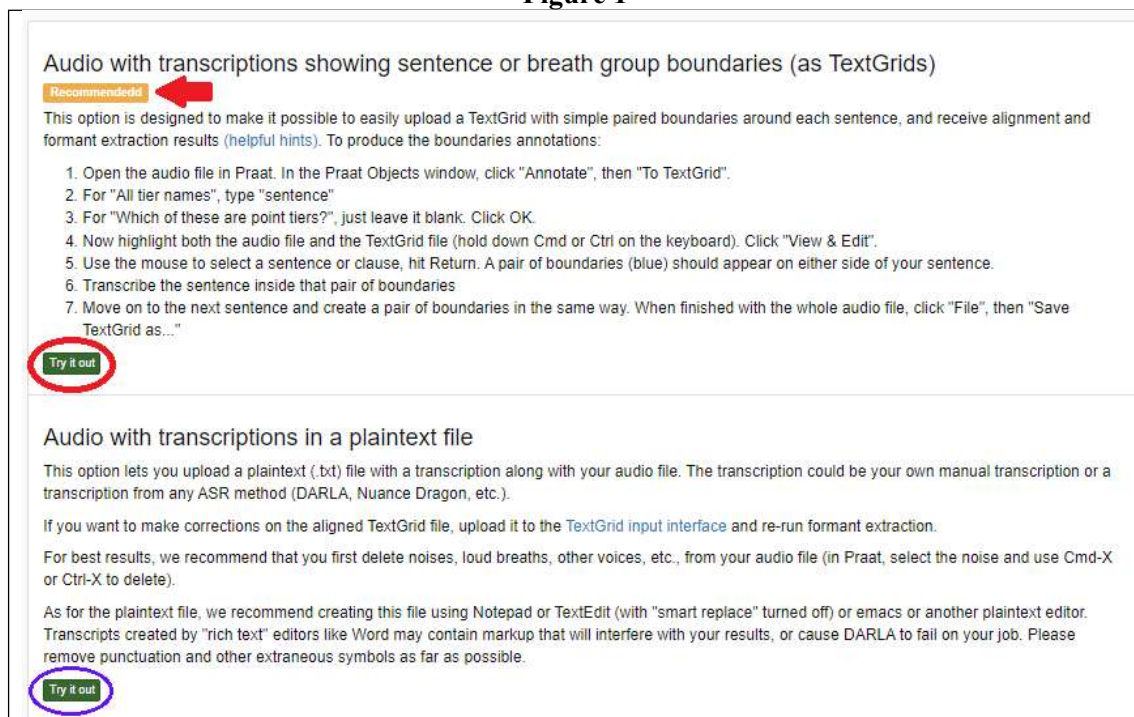 Figure 1
Audio with transcriptions showing sentence or breath group boundaries (as TextGrids)
Recommendedd
This option is designed to make it possible to easily upload a TextGrid with simple paired boundaries around each sentence, and receive alignment and
formant extraction results (helpful hints). To produce the boundaries annotations:
1. Open the audio file in Praat. In the Praat Objects window, click "Annotate", then "To TextGrid".
2. For "All tier names", type "sentence"
3. For "Which of these are point tiers?", just leave it blank. Click OK.
4. Now highlight both the audio file and the TextGrid file (hold down Cmd or Ctrl on the keyboard). Click "View & Edit".
5. Use the mouse to select a sentence or clause, hit Return. A pair of boundaries (blue) should appear on either side of your sentence.
6. Transcribe the sentence inside that pair of boundaries
7. Move on to the next sentence and create a pair of boundaries in the same way. When finished with the whole audio file, click "File", then "Save
TextGrid as..."
Try it out
Audio with transcriptions in a plaintext file
This option lets you upload a plaintext (.txt) file with a transcription along with your audio file. The transcription could be your own manual transcription or a
transcription from any ASR method (DARLA, Nuance Dragon, etc.).
If you want to make corrections on the aligned TextGrid file, upload it to the TextGrid input interface and re-run formant extraction.
For best results, we recommend that you first delete noises, loud breaths, other voices, etc., from your audio file (in Praat, select the noise and use Cmd-X
or Ctrl-X to delete).
As for the plaintext file, we recommend creating this file using Notepad or TextEdit (with "smart replace" turned off) or emacs or another plaintext editor.
Transcripts created by "rich text" editors like Word may contain markup that will interfere with your results, or cause DARLA to fail on your job. Please
remove punctuation and other extraneous symbols as far as possible.
Try it out